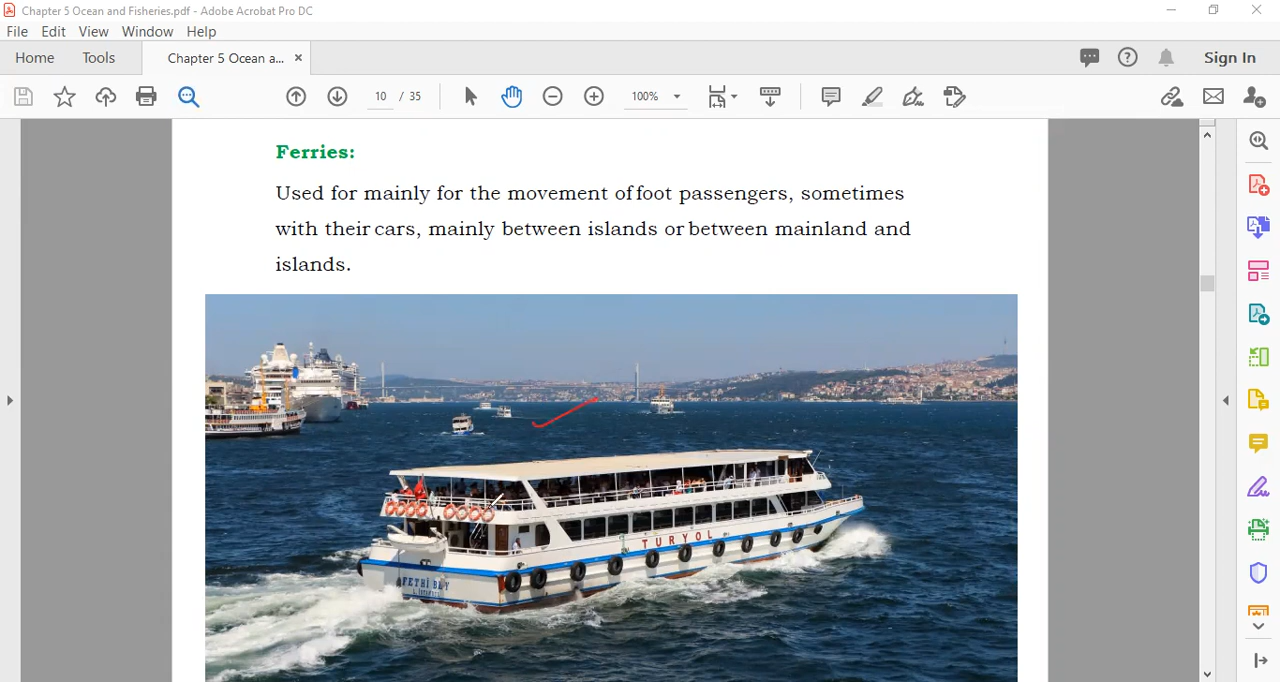 Chapter 5 Ocean and Fisheries.pdf - Adobe Acrobat Pro DC
File Edit View Window Help
Home Tools Chapter 5 Ocean a... × Sign In
10 / 35 100%
Ferries:
Used for mainly for the movement of foot passengers, sometimes
with their cars, mainly between islands or between mainland and
islands.
TURYOL
FETHİ BEY